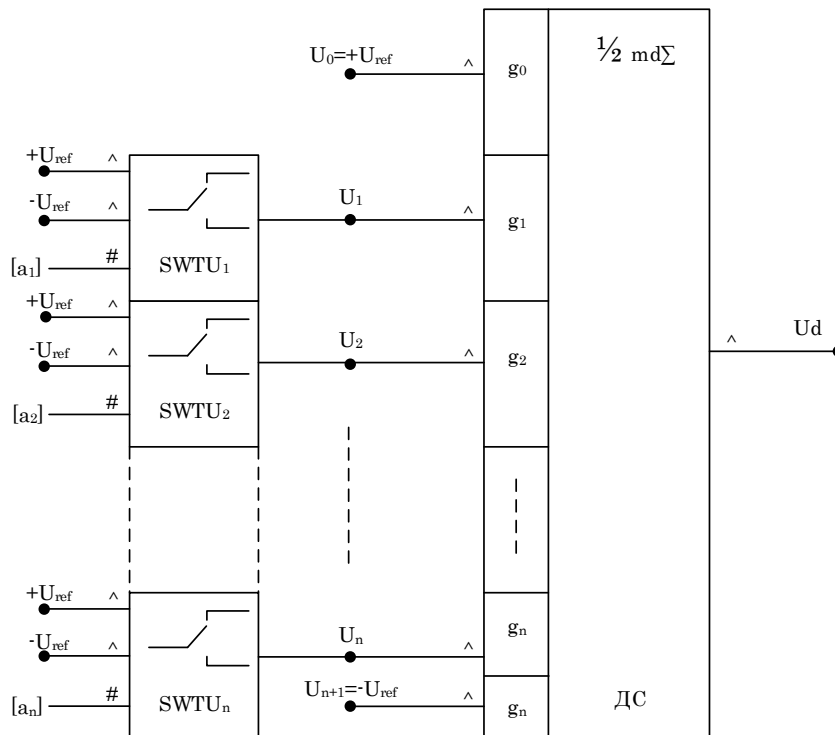 U₀=+Uref ^ g₀ ½ md∑
+Uref ^
-Uref ^ U₁ ^ g₁
[a₁] # SWTU₁
+Uref ^
-Uref ^ U₂ ^ g₂ ^ Ud
[a₂] # SWTU₂
+Uref ^
-Uref ^ Uₙ ^ gₙ
[aₙ] # SWTUₙ Uₙ₊₁=-Uref ^ gₙ ДС